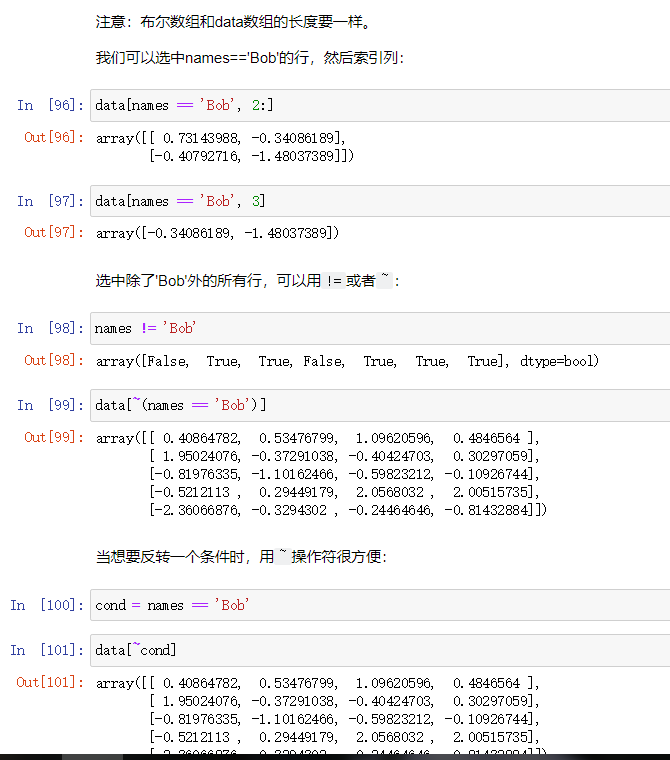 注意：布尔数组和data数组的长度要一样。
我们可以选中names=='Bob'的行，然后索引列：
In [96]: data[names == 'Bob', 2:]
Out[96]: array([[ 0.73143988, -0.34086189],
[-0.40792716, -1.48037389]])
In [97]: data[names == 'Bob', 3]
Out[97]: array([-0.34086189, -1.48037389])
选中除了'Bob'外的所有行，可以用 != 或者 ~ ：
In [98]: names != 'Bob'
Out[98]: array([False, True, True, False, True, True, True], dtype=bool)
In [99]: data[~(names == 'Bob')]
Out[99]: array([[ 0.40864782, 0.53476799, 1.09620596, 0.4846564 ],
[ 1.95024076, -0.37291038, -0.40424703, 0.30297059],
[-0.81976335, -1.10162466, -0.59823212, -0.10926744],
[-0.5212113 , 0.29449179, 2.0568032 , 2.00515735],
[-2.36066876, -0.3294302 , -0.24464646, -0.81432884]])
当想要反转一个条件时，用 ~ 操作符很方便：
In [100]: cond = names == 'Bob'
In [101]: data[~cond]
Out[101]: array([[ 0.40864782, 0.53476799, 1.09620596, 0.4846564 ],
[ 1.95024076, -0.37291038, -0.40424703, 0.30297059],
[-0.81976335, -1.10162466, -0.59823212, -0.10926744],
[-0.5212113 , 0.29449179, 2.0568032 , 2.00515735],